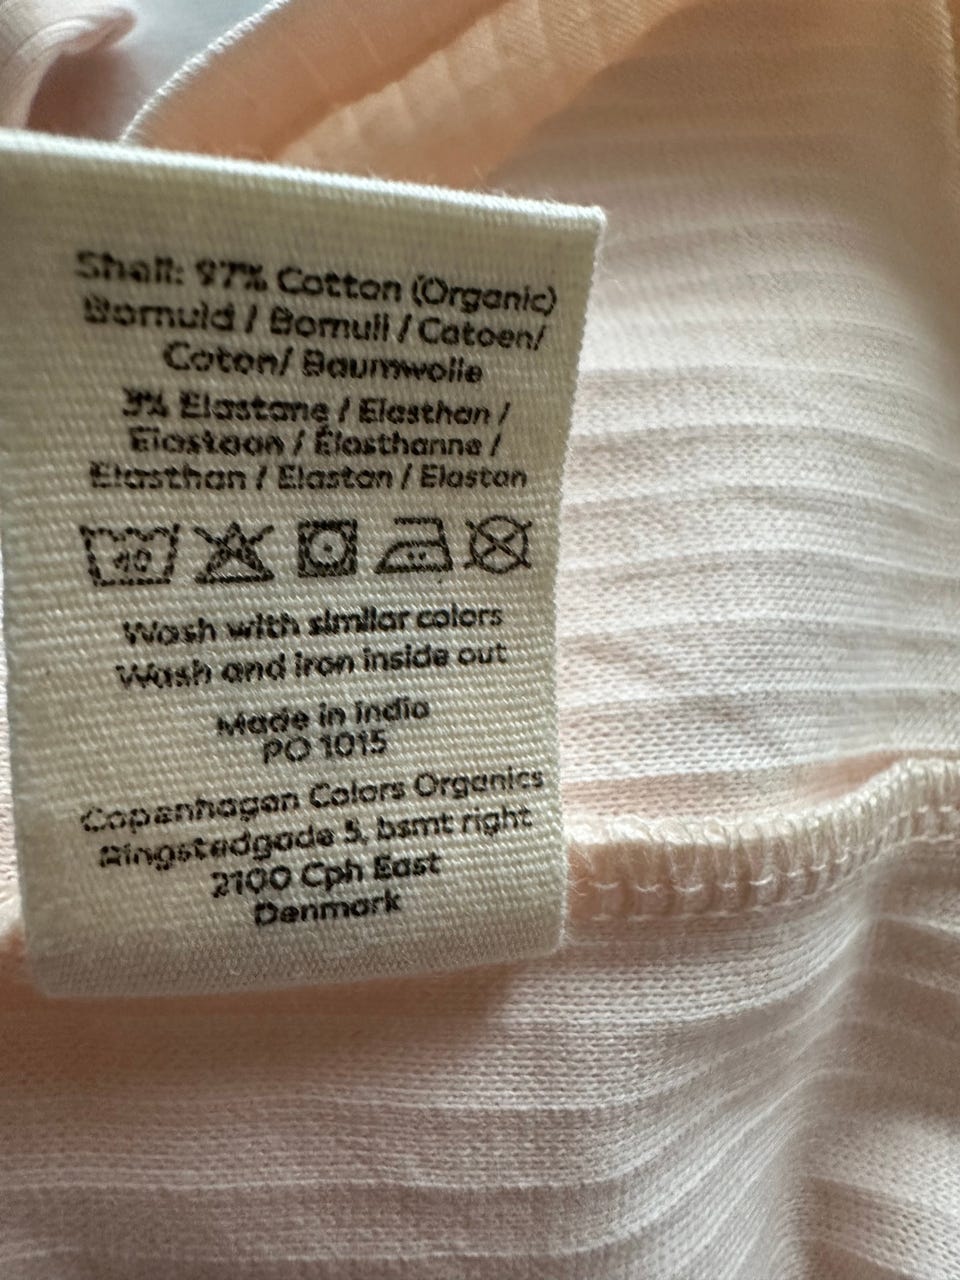 Shell: 97% Cotton (Organic)
Bomuld / Bomull / Catoen/
Coton/ Baumwolle
3% Elastane / Elasthan /
Elastaan / Élasthanne /
Elasthan / Elastan / Elastan
40
Wash with similar colors
Wash and iron inside out
Made in India
PO 1015
Copenhagen Colors Organics
Ringstedgade 5, bsmt right
2100 Cph East
Denmark